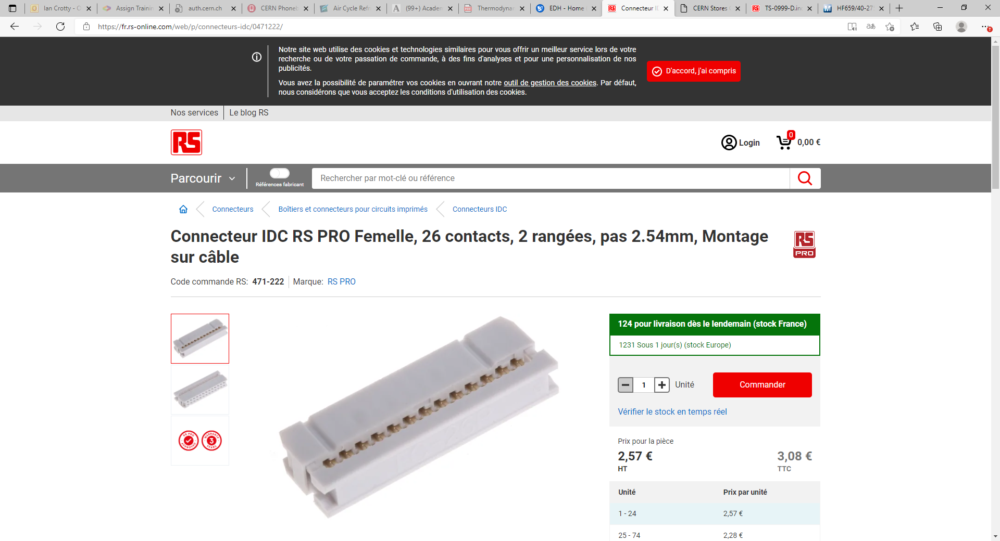 Ian Crotty - O
Assign Trainin
auth.cern.ch
CERN Phoneb
Air Cycle Refr
(99+) Academ
Thermodynar
EDH - Home
Connecteur ID
CERN Stores
TS-0999-D.in
HF659/40-27
https://fr.rs-online.com/web/p/connecteurs-idc/0471222/
Notre site web utilise des cookies et technologies similaires pour vous offrir un meilleur service lors de votre
recherche ou de votre passation de commande, à des fins d'analyses et pour une personnalisation de nos
publicités.
Vous avez la possibilité de paramétrer vos cookies en ouvrant notre outil de gestion des cookies. Par défaut,
nous considérons que vous acceptez les conditions d'utilisation des cookies.
D'accord, j'ai compris
Nos services
Le blog RS
RS
Login
0
0,00 €
Parcourir
Références fabricant
Rechercher par mot-clé ou référence
Connecteurs
Boîtiers et connecteurs pour circuits imprimés
Connecteurs IDC
Connecteur IDC RS PRO Femelle, 26 contacts, 2 rangées, pas 2.54mm, Montage
sur câble
RS
PRO
Code commande RS: 471-222
Marque: RS PRO
124 pour livraison dès le lendemain (stock France)
1231 Sous 1 jour(s) (stock Europe)
1
Unité
Commander
Vérifier le stock en temps réel
RS PRO
APPROVED
WARRANTY
3
YEARS
Prix pour la pièce
2,57 €
HT
3,08 €
TTC
Unité
Prix par unité
1 - 24
2,57 €
25 - 74
2,28 €